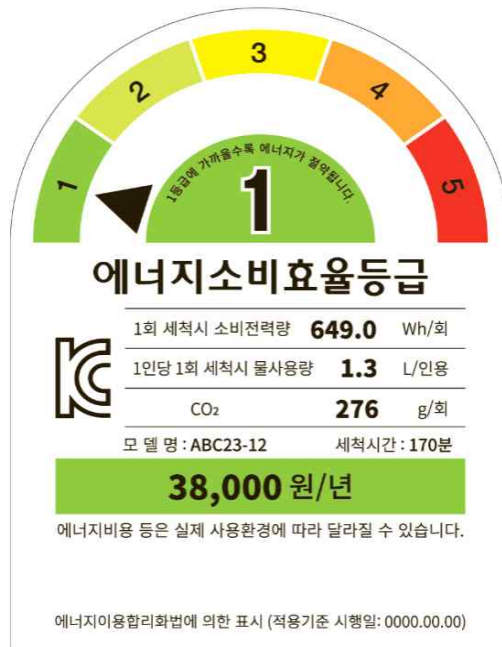 1 2 3 4 5
1등급에 가까울수록 에너지가 절약됩니다.
1
에너지소비효율등급
1회 세척시 소비전력량 649.0 Wh/회
1인당 1회 세척시 물사용량 1.3 L/인용
CO₂ 276 g/회
모 델 명 : ABC23-12 세척시간 : 170분
38,000 원/년
에너지비용 등은 실제 사용환경에 따라 달라질 수 있습니다.
에너지이용합리화법에 의한 표시 (적용기준 시행일: 0000.00.00)